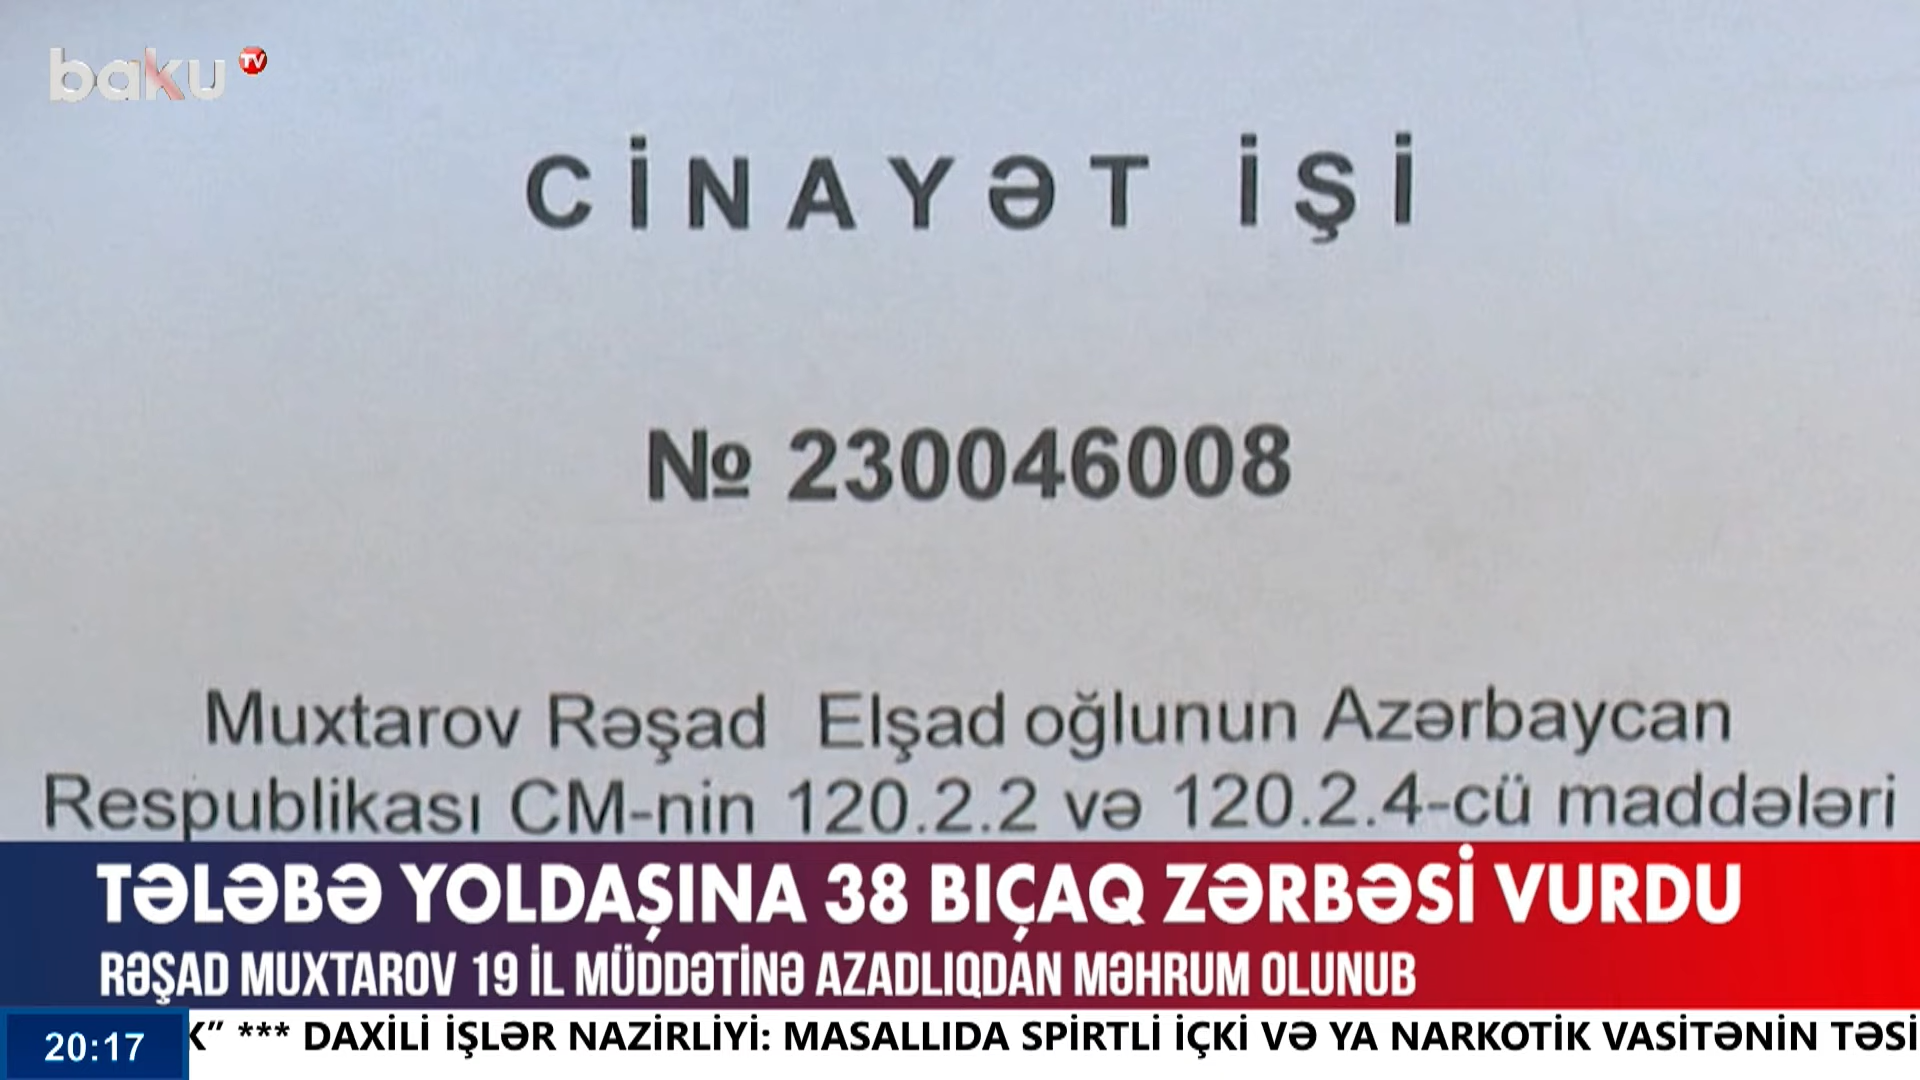 baku TV
CİNAYƏT İŞİ
№ 230046008
Muxtarov Rəşad Elşad oğlunun Azərbaycan
Respublikası CM-nin 120.2.2 və 120.2.4-cü maddələri
TƏLƏBƏ YOLDAŞINA 38 BIÇAQ ZƏRBƏSİ VURDU
RƏŞAD MUXTAROV 19 İL MÜDDƏTİNƏ AZADLIQDAN MƏHRUM OLUNUB
20:17 K” *** DAXİLİ İŞLƏR NAZİRLİYİ: MASALLIDA SPİRTLİ İÇKİ VƏ YA NARKOTİK VASİTƏNİN TƏSİ